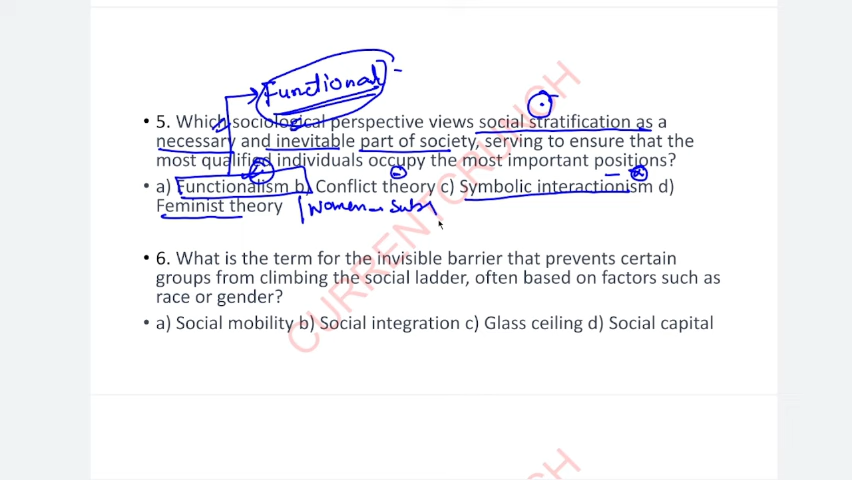 Functional
• 5. Which sociological perspective views social stratification as a
necessary and inevitable part of society, serving to ensure that the
most qualified individuals occupy the most important positions?
• a) Functionalism b) Conflict theory c) Symbolic interactionism d)
Feminist theory
women - sub
• 6. What is the term for the invisible barrier that prevents certain
groups from climbing the social ladder, often based on factors such as
race or gender?
• a) Social mobility b) Social integration c) Glass ceiling d) Social capital
CURRENT CRUNCH